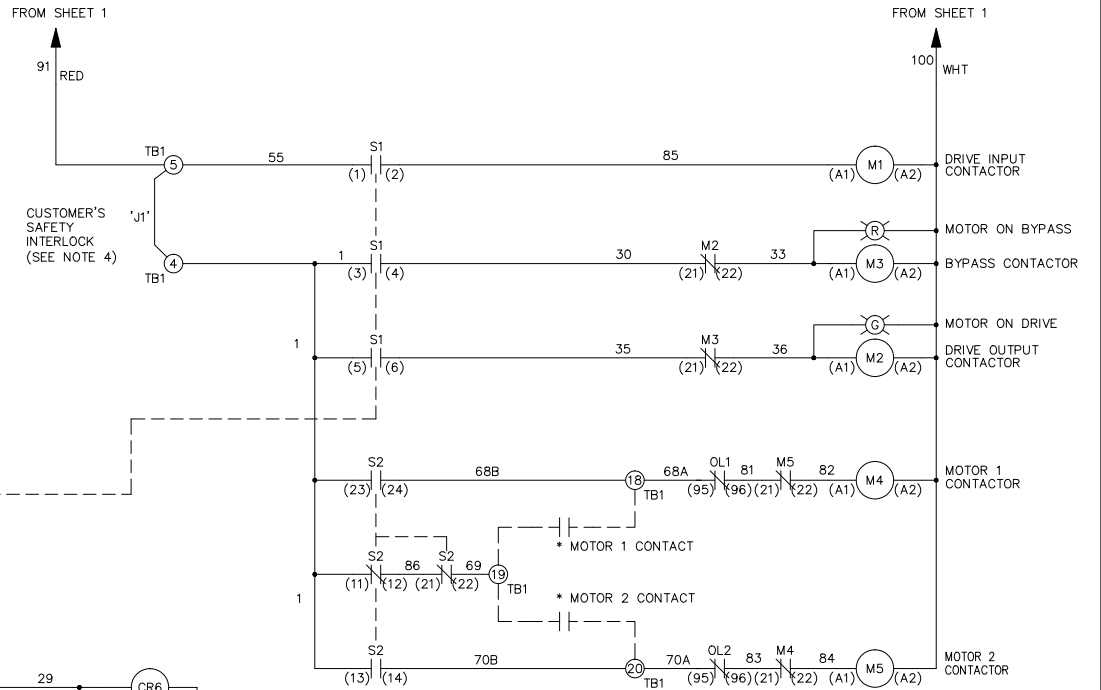 FROM SHEET 1 FROM SHEET 1
91 RED 100 WHT
TB1 5 55 S1 (1) (2) 85 (A1) M1 (A2) DRIVE INPUT
CONTACTOR
CUSTOMER'S
SAFETY
INTERLOCK
(SEE NOTE 4)
'J1'
R MOTOR ON BYPASS
4 TB1 1 S1 (3) (4) 30 M2 (21) (22) 33 (A1) M3 (A2) BYPASS CONTACTOR
G MOTOR ON DRIVE
1 S1 (5) (6) 35 M3 (21) (22) 36 (A1) M2 (A2) DRIVE OUTPUT
CONTACTOR
S2 (23) (24) 68B 18 TB1 68A OL1 (95) (96) 81 M5 (21) (22) 82 (A1) M4 (A2) MOTOR 1
CONTACTOR
* MOTOR 1 CONTACT
S2 (11) (12) 86 S2 (21) (22) 69 19 TB1
* MOTOR 2 CONTACT
1
S2 (13) (14) 70B 20 TB1 70A OL2 (95) (96) 83 M4 (21) (22) 84 (A1) M5 (A2) MOTOR 2
CONTACTOR
29 CR6